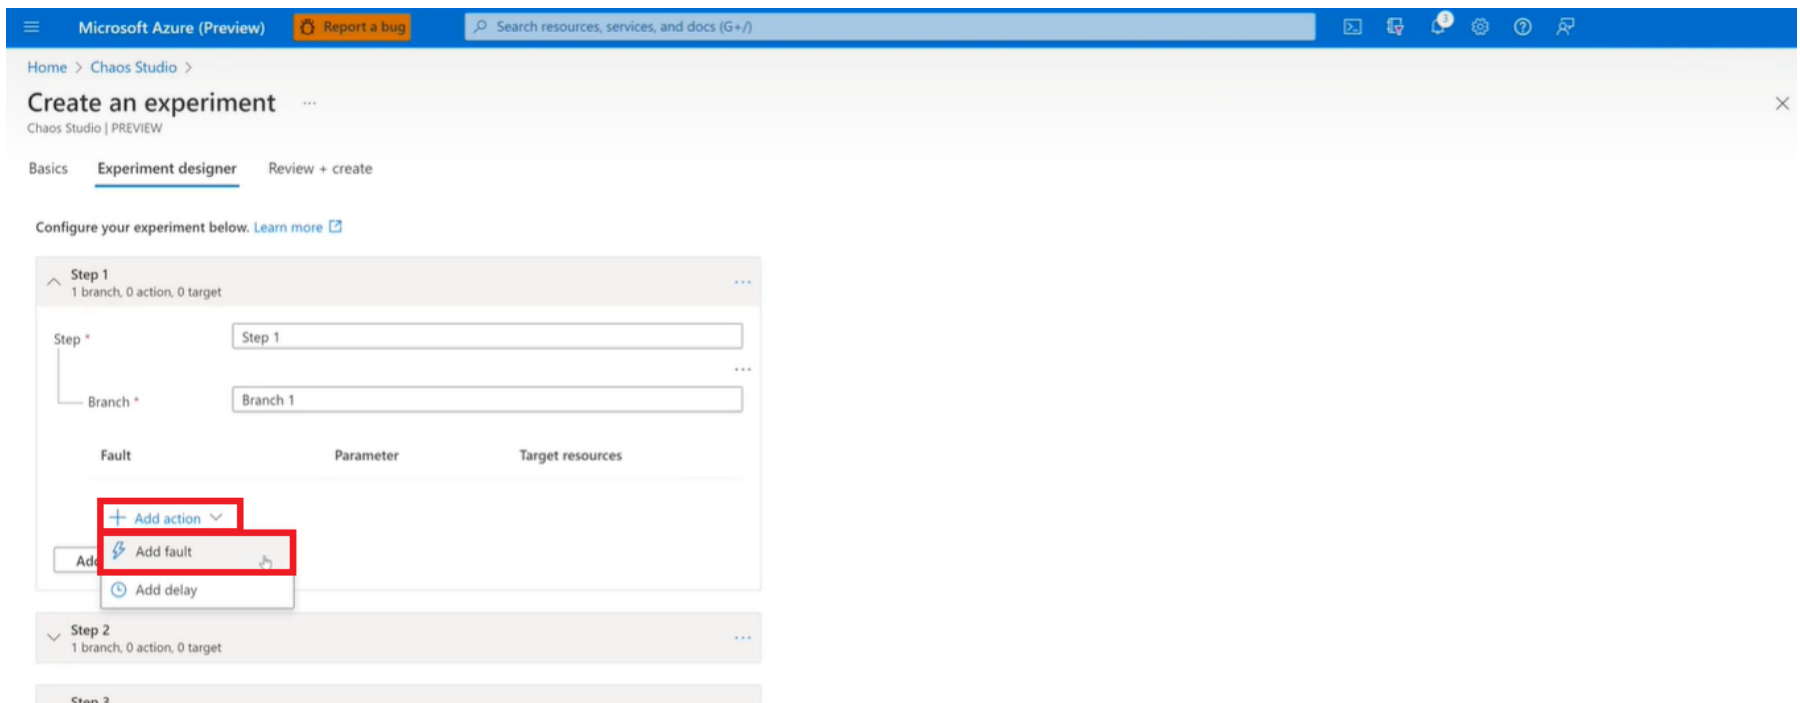 Microsoft Azure (Preview) Report a bug Search resources, services, and docs (G+/) 3
Home > Chaos Studio >
Create an experiment ...
Chaos Studio | PREVIEW
Basics Experiment designer Review + create
Configure your experiment below. Learn more
Step 1
1 branch, 0 action, 0 target
Step * Step 1
Branch * Branch 1
Fault Parameter Target resources
+ Add action
Add fault
Add delay
Step 2
1 branch, 0 action, 0 target
Step 3